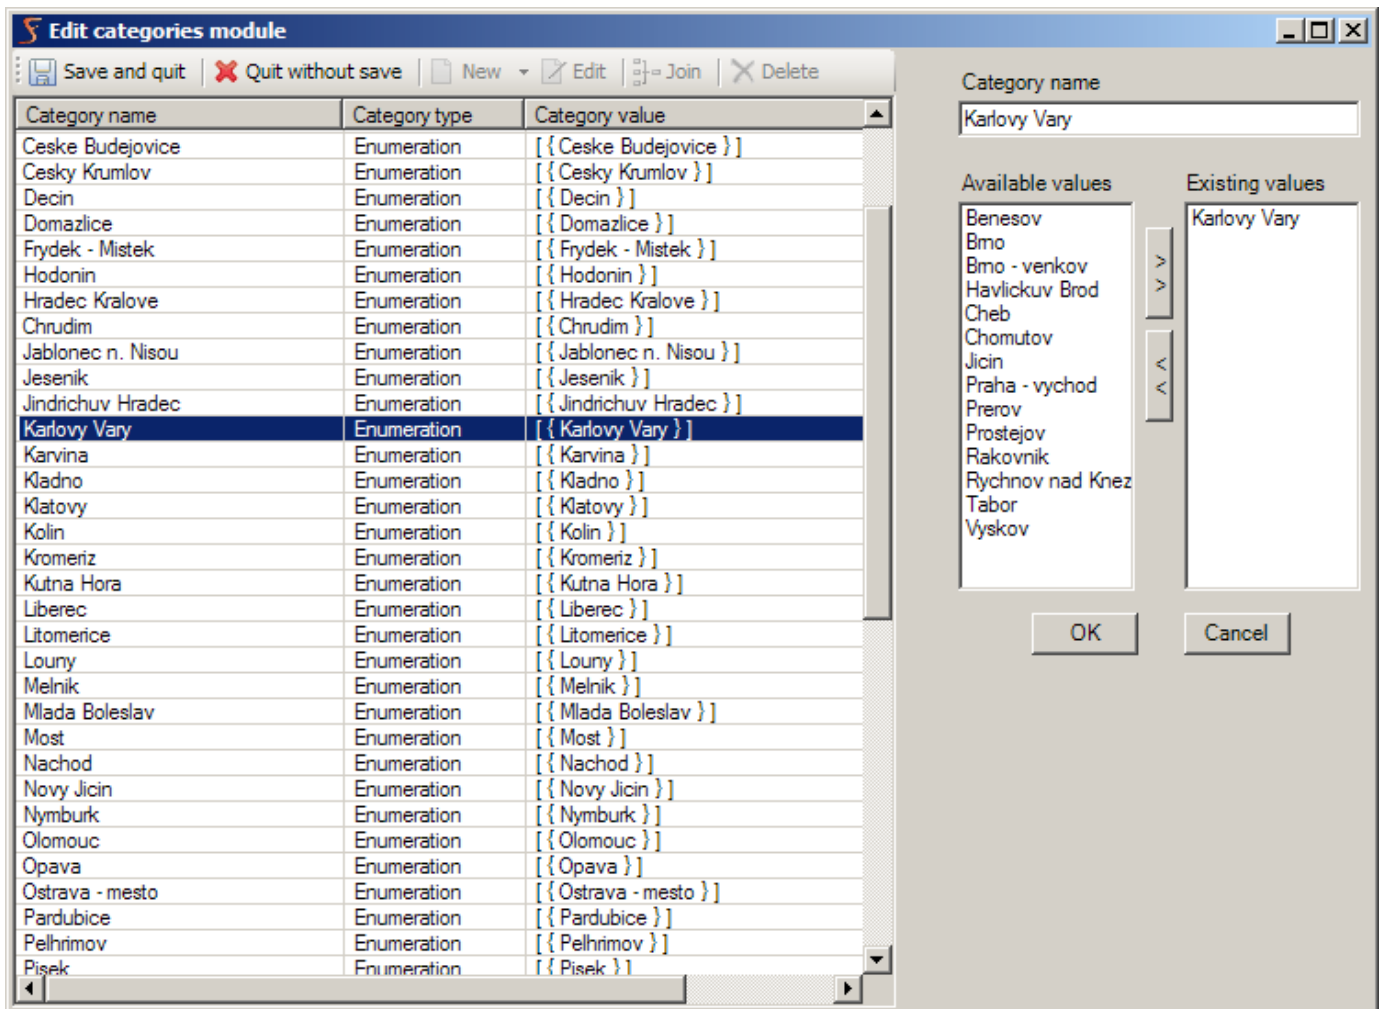 Edit categories module
Save and quit Quit without save New Edit Join Delete
Category name Category type Category value
Ceske Budejovice Enumeration [ { Ceske Budejovice } ]
Cesky Krumlov Enumeration [ { Cesky Krumlov } ]
Decin Enumeration [ { Decin } ]
Domazlice Enumeration [ { Domazlice } ]
Frydek - Mistek Enumeration [ { Frydek - Mistek } ]
Hodonin Enumeration [ { Hodonin } ]
Hradec Kralove Enumeration [ { Hradec Kralove } ]
Chrudim Enumeration [ { Chrudim } ]
Jablonec n. Nisou Enumeration [ { Jablonec n. Nisou } ]
Jesenik Enumeration [ { Jesenik } ]
Jindrichuv Hradec Enumeration [ { Jindrichuv Hradec } ]
Karlovy Vary Enumeration [ { Karlovy Vary } ]
Karvina Enumeration [ { Karvina } ]
Kladno Enumeration [ { Kladno } ]
Klatovy Enumeration [ { Klatovy } ]
Kolin Enumeration [ { Kolin } ]
Kromeriz Enumeration [ { Kromeriz } ]
Kutna Hora Enumeration [ { Kutna Hora } ]
Liberec Enumeration [ { Liberec } ]
Litomerice Enumeration [ { Litomerice } ]
Louny Enumeration [ { Louny } ]
Melnik Enumeration [ { Melnik } ]
Mlada Boleslav Enumeration [ { Mlada Boleslav } ]
Most Enumeration [ { Most } ]
Nachod Enumeration [ { Nachod } ]
Novy Jicin Enumeration [ { Novy Jicin } ]
Nymburk Enumeration [ { Nymburk } ]
Olomouc Enumeration [ { Olomouc } ]
Opava Enumeration [ { Opava } ]
Ostrava - mesto Enumeration [ { Ostrava - mesto } ]
Pardubice Enumeration [ { Pardubice } ]
Pelhrimov Enumeration [ { Pelhrimov } ]
Pisek Enumeration [ { Pisek } ]
Category name
Karlovy Vary
Available values
Benesov
Brno
Brno - venkov
Havlickuv Brod
Cheb
Chomutov
Jicin
Praha - vychod
Prerov
Prostejov
Rakovnik
Rychnov nad Knez
Tabor
Vyskov
>
>
<
<
Existing values
Karlovy Vary
OK Cancel